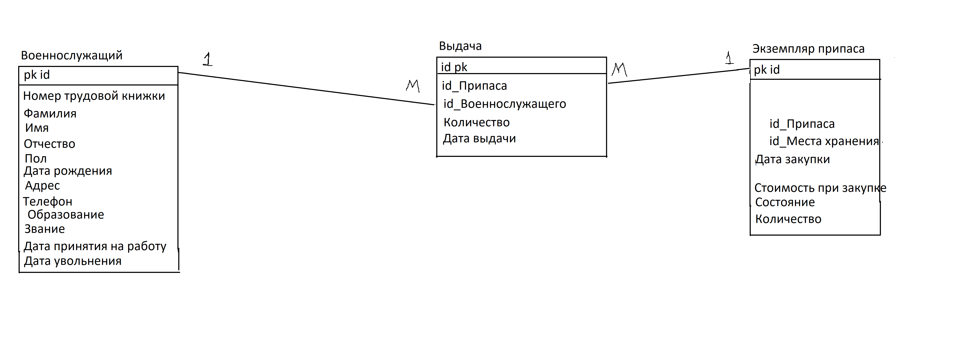 Военнослужащий
pk id
Номер трудовой книжки
Фамилия
Имя
Отчество
Пол
Дата рождения
Адрес
Телефон
Образование
Звание
Дата принятия на работу
Дата увольнения
1
М
Выдача
id pk
id_Припаса
id_Военнослужащего
Количество
Дата выдачи
М
1
Экземпляр припаса
pk id
id_Припаса
id_Места хранения
Дата закупки
Стоимость при закупке
Состояние
Количество